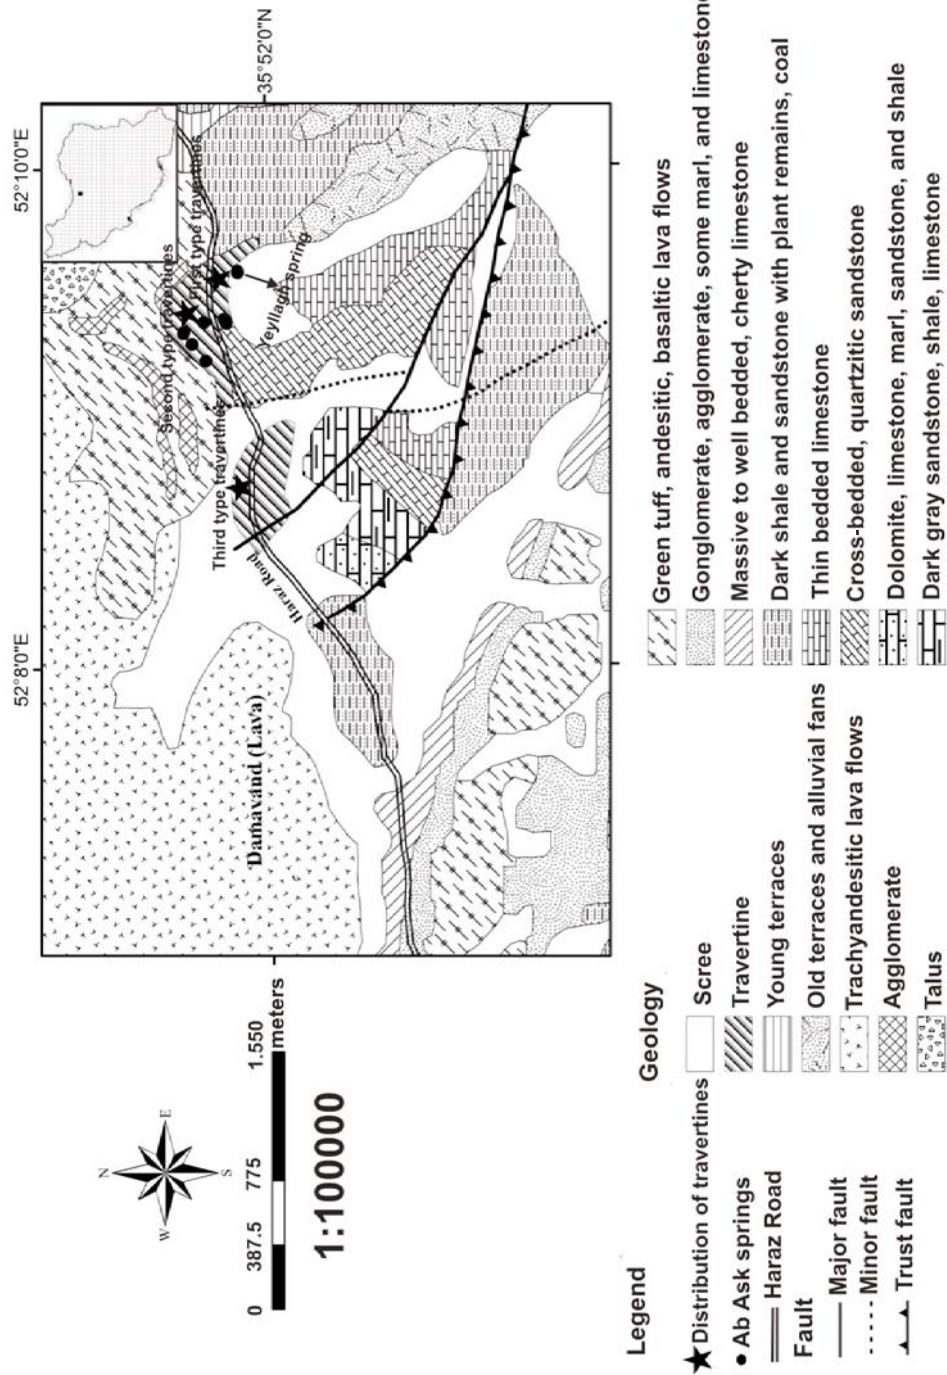 52°8'0"E
52°10'0"E
35°52'0"N
Second type travertines
First type travertines
Third type travertines
Yeyllagh spring
Haraz Road
Damavand (Lava)
N
W
E
S
0 387.5 775 1.550
meters
1:100000
Legend
Distribution of travertines
Ab Ask springs
Haraz Road
Fault
Major fault
Minor fault
Trust fault
Geology
Scree
Travertine
Young terraces
Old terraces and alluvial fans
Trachyandesitic lava flows
Agglomerate
Talus
Green tuff, andesitic, basaltic lava flows
Gonglomerate, agglomerate, some marl, and limestone
Massive to well bedded, cherty limestone
Dark shale and sandstone with plant remains, coal
Thin bedded limestone
Cross-bedded, quartzitic sandstone
Dolomite, limestone, marl, sandstone, and shale
Dark gray sandstone, shale, limestone